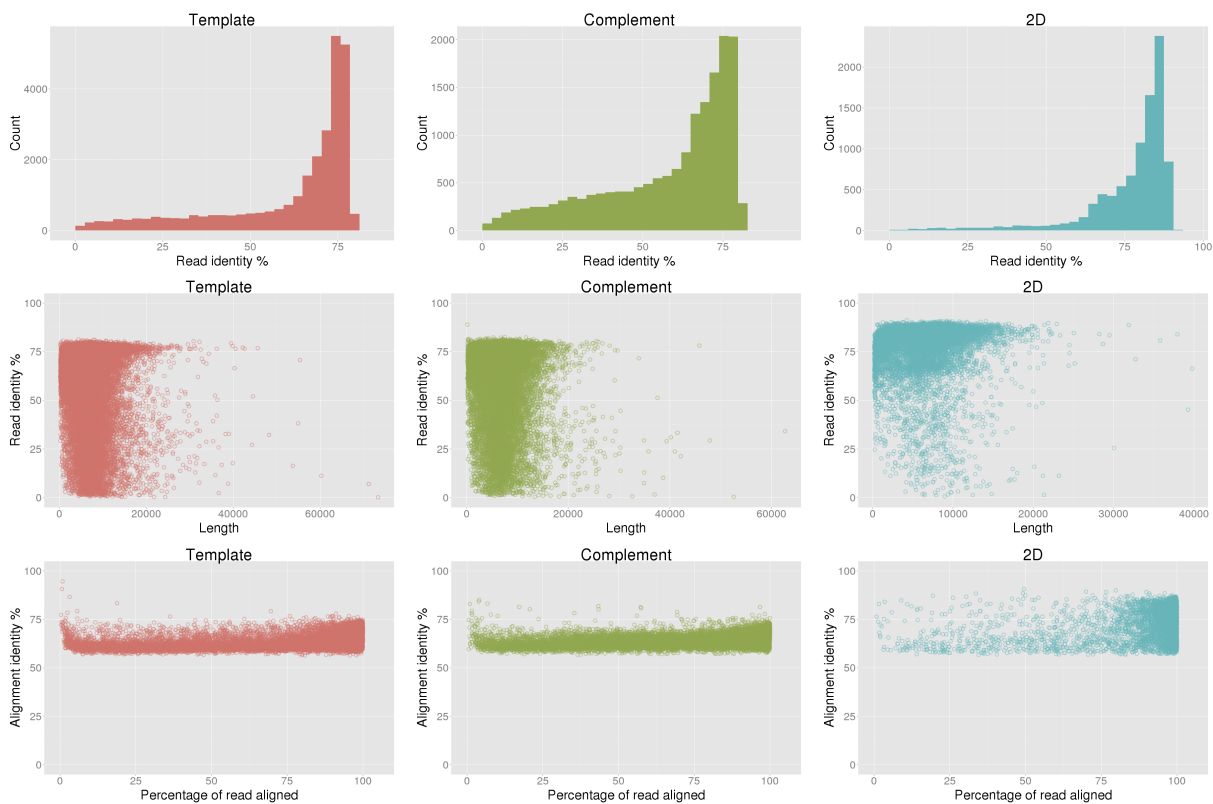 Template Complement 2D
Count
4000
2000
0
0 25 50 75
Read identity %
Count
2000
1500
1000
500
0
0 25 50 75
Read identity %
Count
2000
1500
1000
500
0
0 25 50 75 100
Read identity %
Template Complement 2D
Read identity %
100
75
50
25
0
0 20000 40000 60000
Length
Read identity %
100
75
50
25
0
0 20000 40000 60000
Length
Read identity %
100
75
50
25
0
0 10000 20000 30000 40000
Length
Template Complement 2D
Alignment identity %
100
75
50
25
0
0 25 50 75 100
Percentage of read aligned
Alignment identity %
100
75
50
25
0
0 25 50 75 100
Percentage of read aligned
Alignment identity %
100
75
50
25
0
0 25 50 75 100
Percentage of read aligned